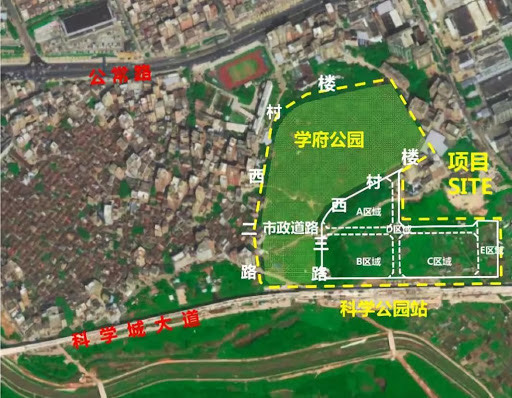 公常路
楼村西二路
学府公园
项目
SITE
楼村西三路
市政道路
A区域
D区域
E区域
B区域
C区域
科学公园站
科学城大道